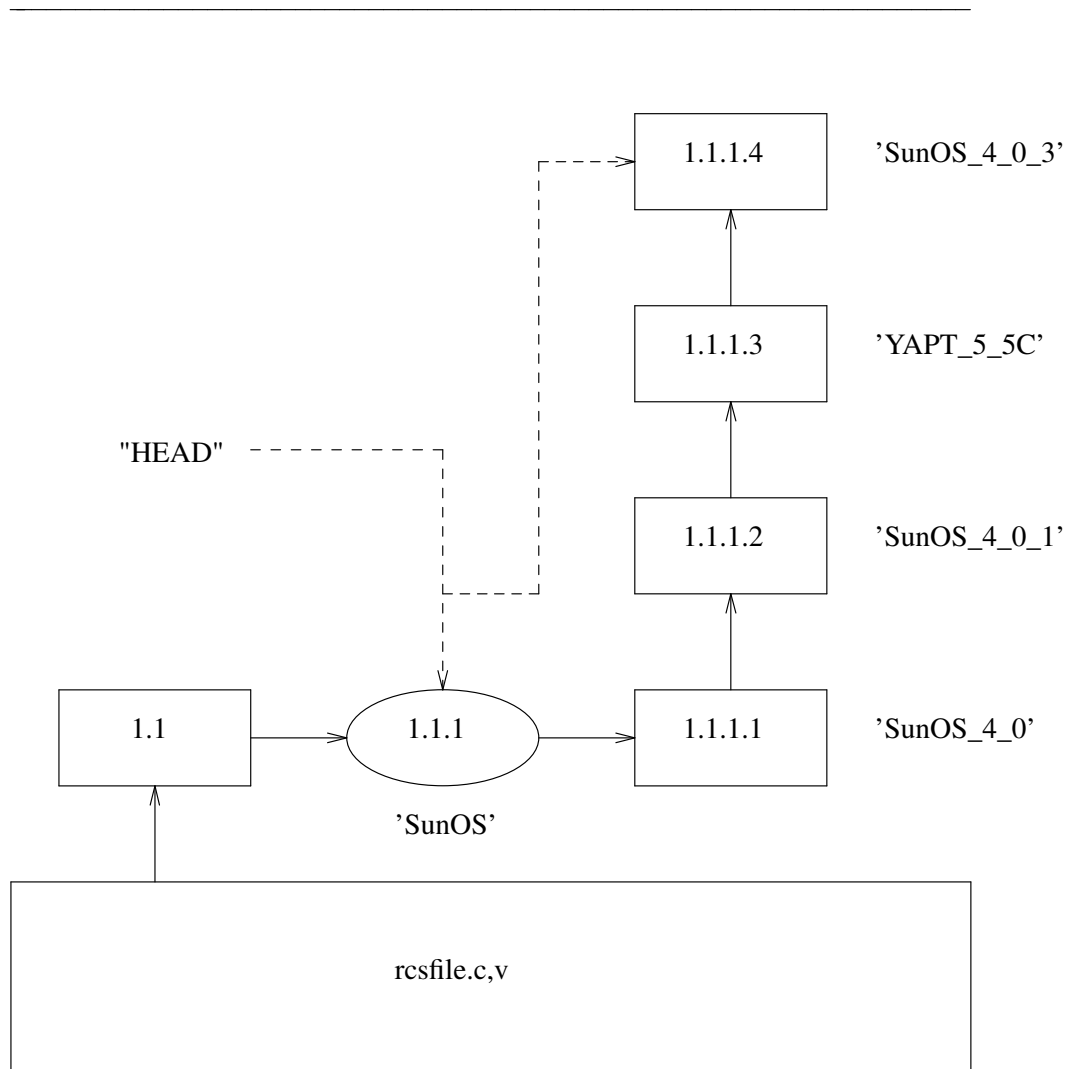 1.1.1.4 ’SunOS_4_0_3’
1.1.1.3 ’YAPT_5_5C’
"HEAD"
1.1.1.2 ’SunOS_4_0_1’
1.1 1.1.1 1.1.1.1 ’SunOS_4_0’
’SunOS’
rcsfile.c,v